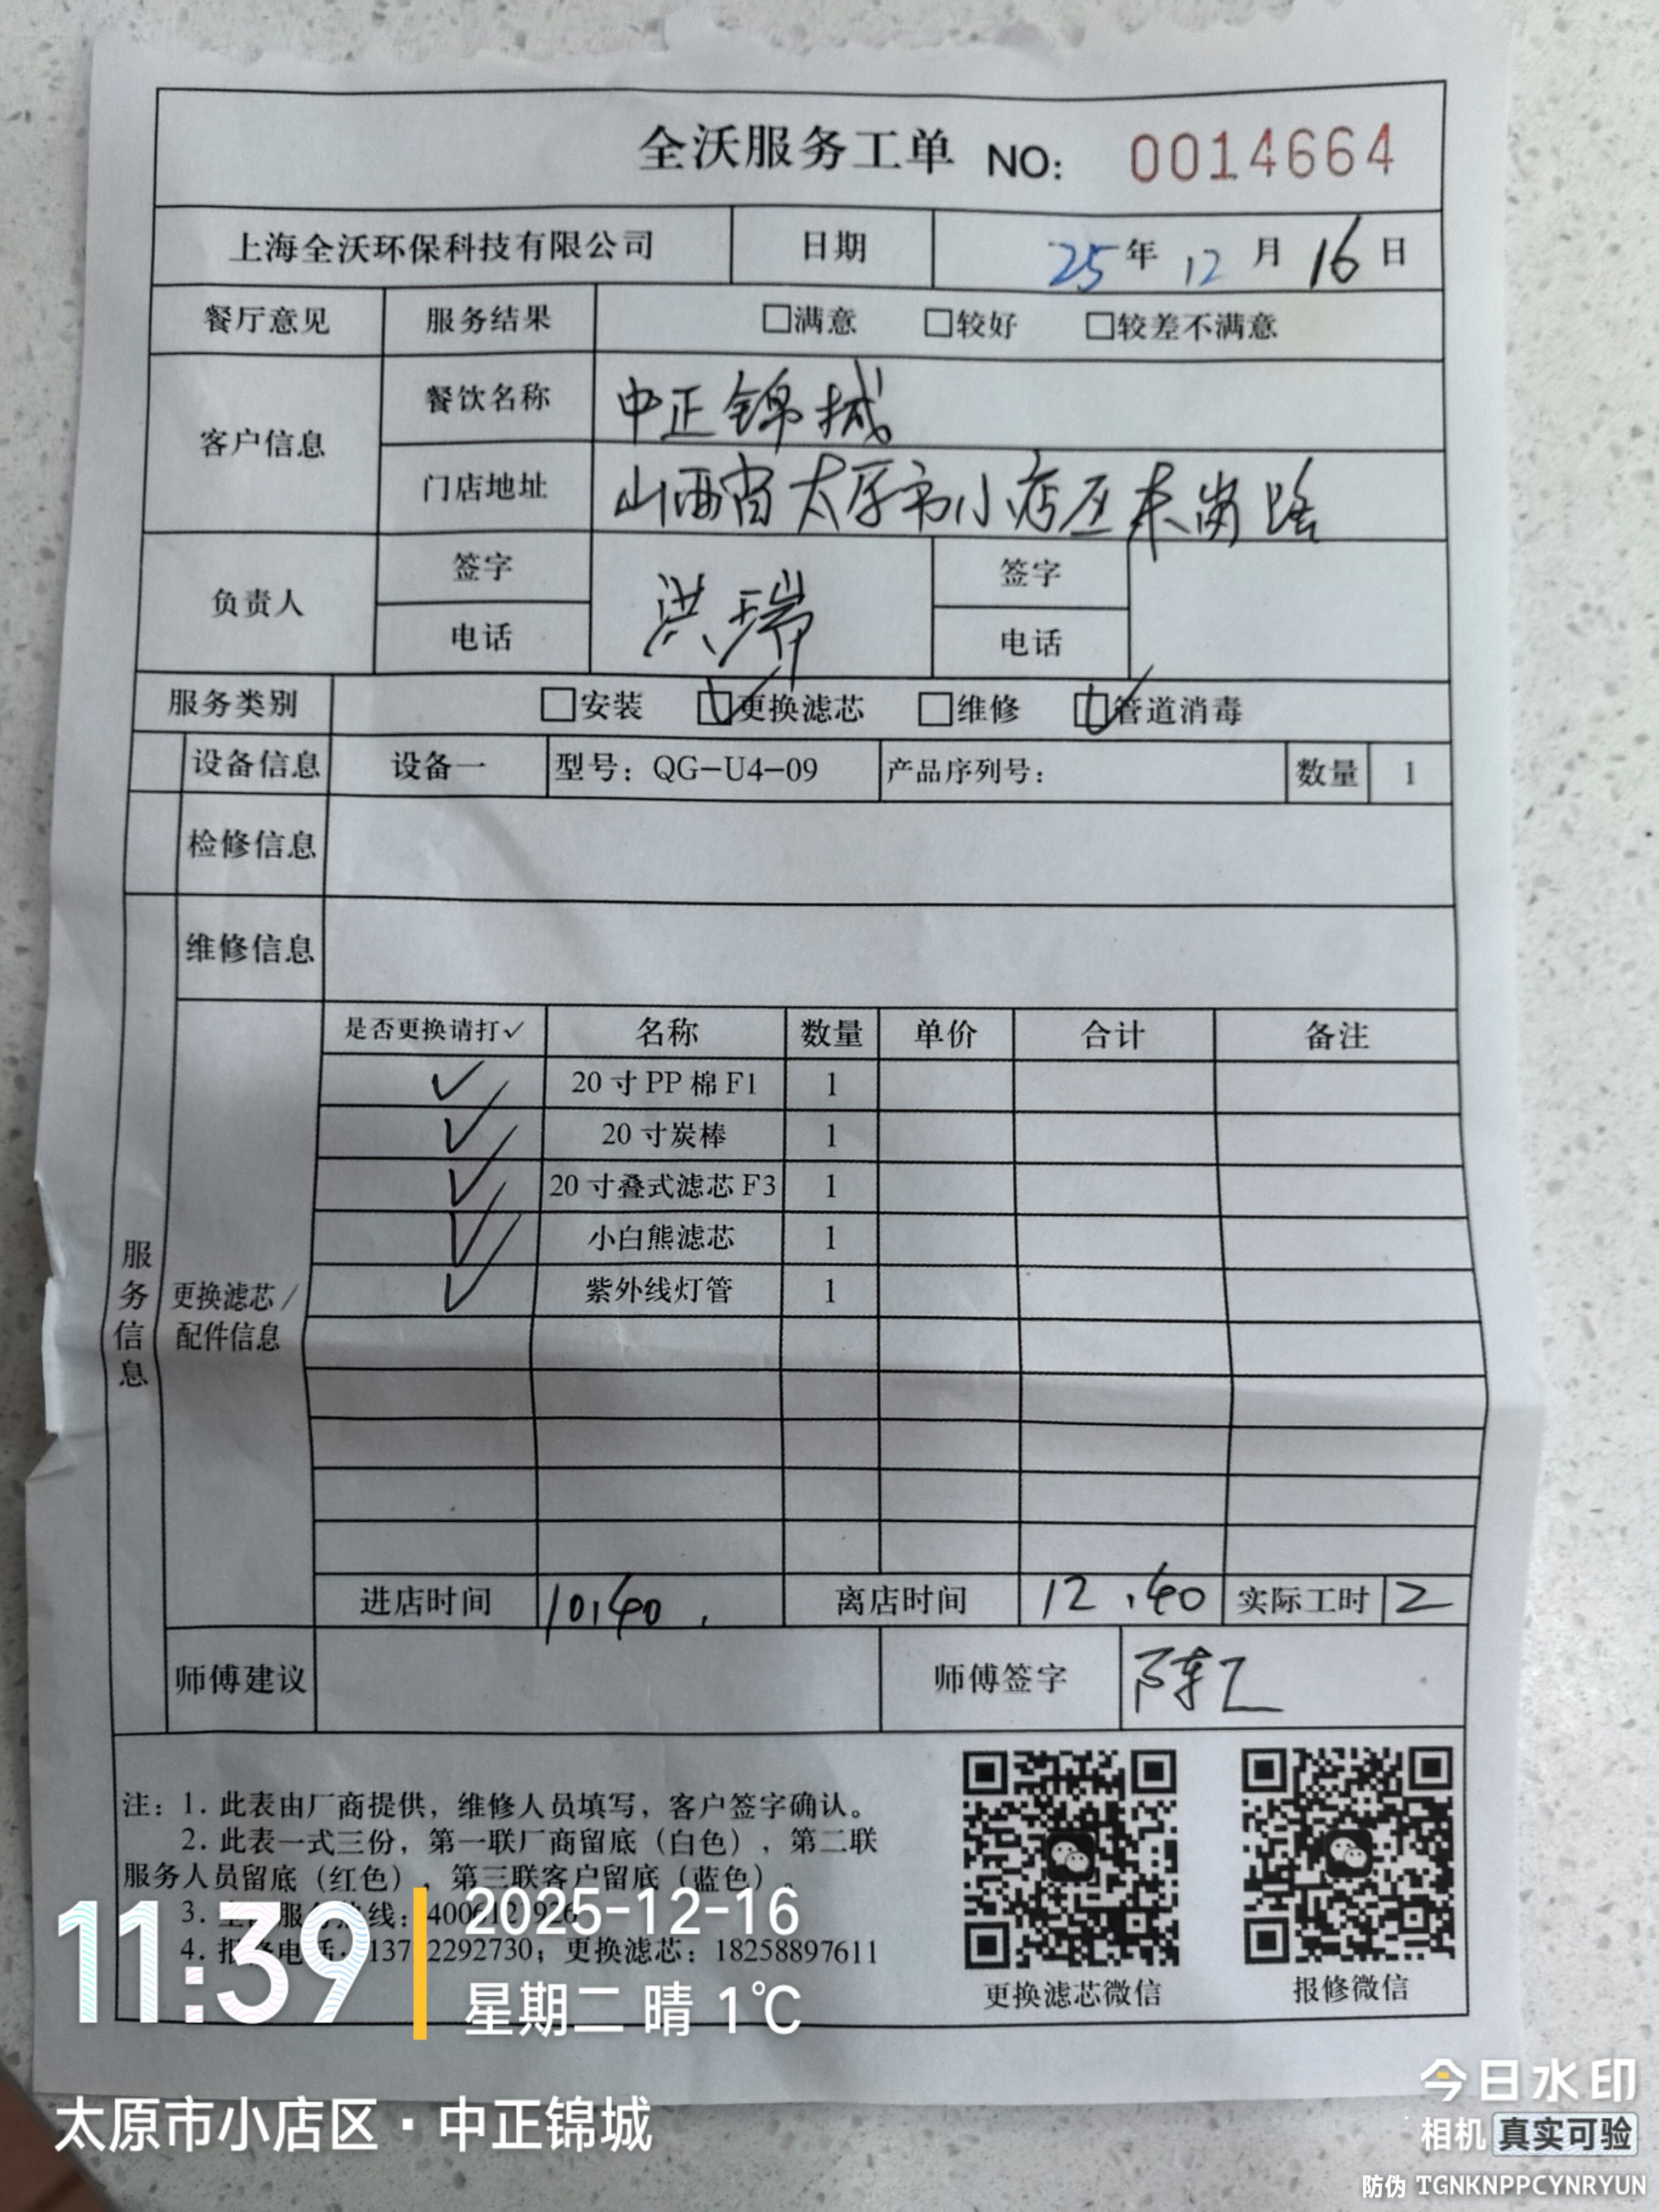 全沃服务工单 NO: 0014664
上海全沃环保科技有限公司 日期 25年 12月 16日
餐厅意见 服务结果 □满意 □较好 □较差不满意
客户信息 餐饮名称 中正锦城
门店地址 山西省太原市小店区
负责人 签字 洪瑞 签字
电话 电话
服务类别 □安装 ☑更换滤芯 □维修 ☑管道消毒
设备信息 设备一 型号: QG-U4-09 产品序列号: 数量 1
检修信息
维修信息
服务信息
更换滤芯/
配件信息
是否更换请打✓ 名称 数量 单价 合计 备注
✓ 20寸PP棉F1 1
✓ 20寸炭棒 1
✓ 20寸叠式滤芯F3 1
✓ 小白熊滤芯 1
✓ 紫外线灯管 1
进店时间 10:40 离店时间 12:40 实际工时 2
师傅建议 师傅签字
注: 1. 此表由厂商提供，维修人员填写，客户签字确认。
2. 此表一式三份，第一联厂商留底（白色），第二联
服务人员留底（红色），第三联客户留底（蓝色）。
3.
4. 更换滤芯: 18258897611
更换滤芯微信 报修微信
11:39
2025-12-16
星期二 晴 1℃
太原市小店区·中正锦城
今日水印
相机 真实可验
防伪 TGNKNPPCYNRYUN